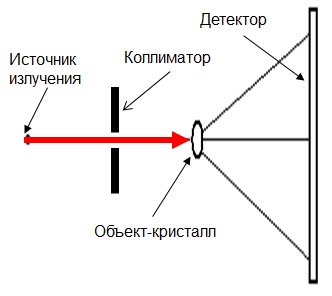 Детектор
Источник
излучения
Коллиматор
Объект-кристалл